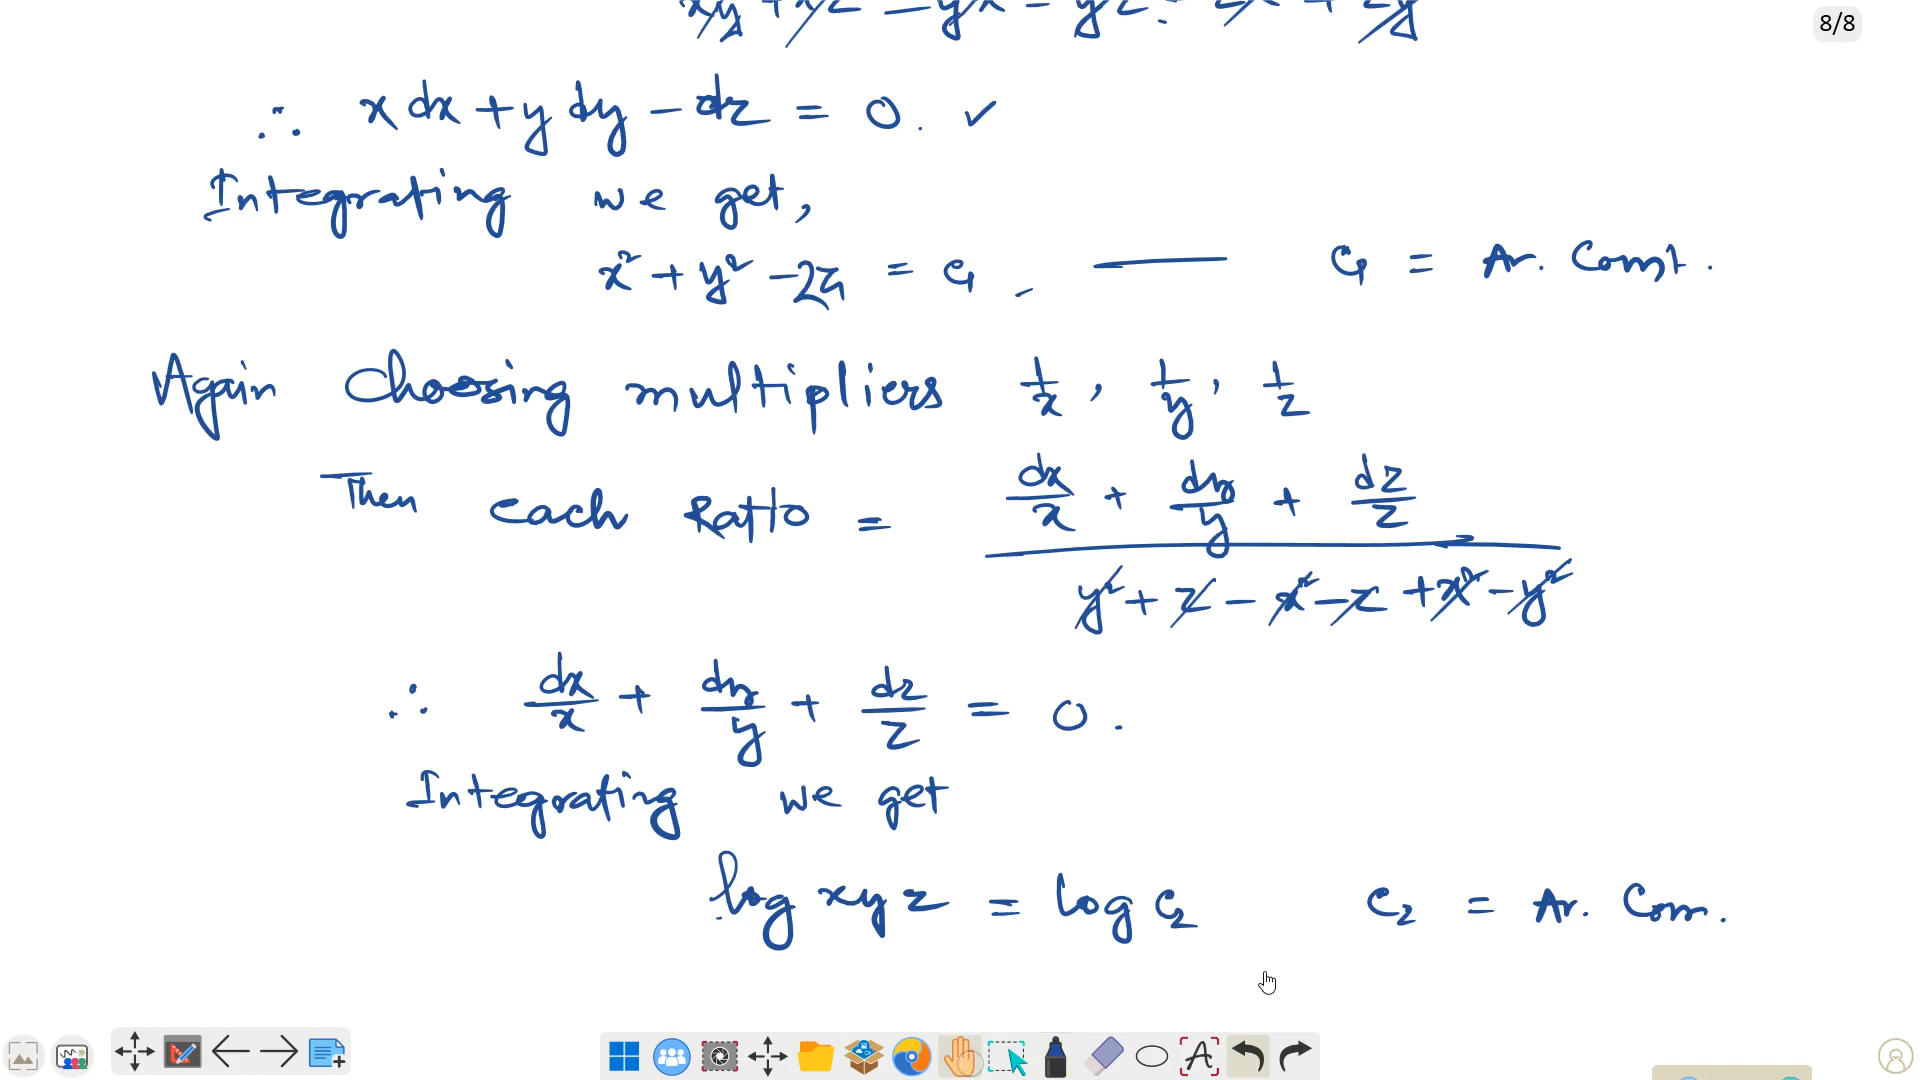 8/8
∴ x dx + y dy - dz = 0. ✓
Integrating we get,
x² + y² - 2z = C₁ , —— C₁ = Ar. Const.
Again choosing multipliers 1/x , 1/y , 1/z
Then each Ratio = (dx/x + dy/y + dz/z) / (y² + z - x² - z + x² - y²)
∴ dx/x + dy/y + dz/z = 0 .
Integrating we get
log xyz = log C₂ C₂ = Ar. Con.